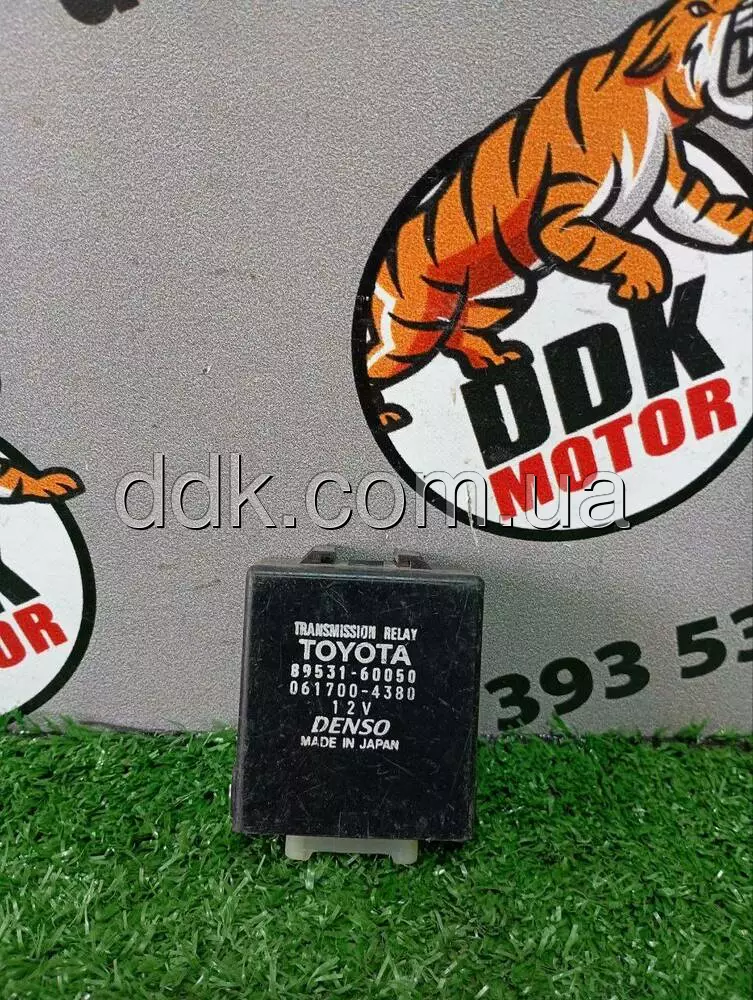 DDK
MOTOR
ddk.com.ua
K
OR
393 53
TRANSMISSION RELAY
TOYOTA
89531-60050
061700-4380
12V
DENSO
MADE IN JAPAN